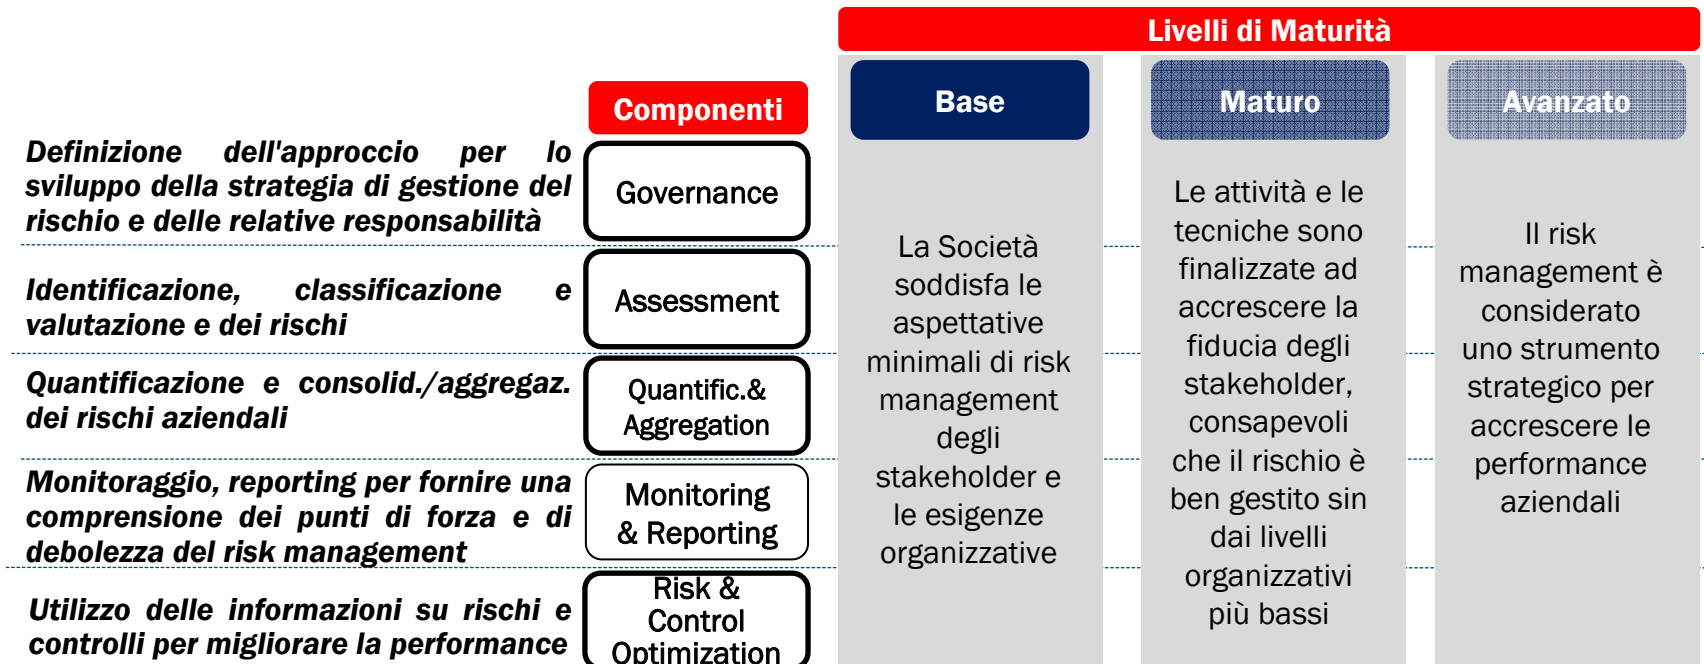 Livelli di Maturità
Componenti
Base
Maturo
Avanzato
Definizione dell'approccio per lo
sviluppo della strategia di gestione del
rischio e delle relative responsabilità
Governance
Identificazione, classificazione e
valutazione e dei rischi
Assessment
Quantificazione e consolid./aggregaz.
dei rischi aziendali
Quantific.&
Aggregation
Monitoraggio, reporting per fornire una
comprensione dei punti di forza e di
debolezza del risk management
Monitoring
& Reporting
Utilizzo delle informazioni su rischi e
controlli per migliorare la performance
Risk &
Control
Optimization
La Società
soddisfa le
aspettative
minimali di risk
management
degli
stakeholder e
le esigenze
organizzative
Le attività e le
tecniche sono
finalizzate ad
accrescere la
fiducia degli
stakeholder,
consapevoli
che il rischio è
ben gestito sin
dai livelli
organizzativi
più bassi
Il risk
management è
considerato
uno strumento
strategico per
accrescere le
performance
aziendali